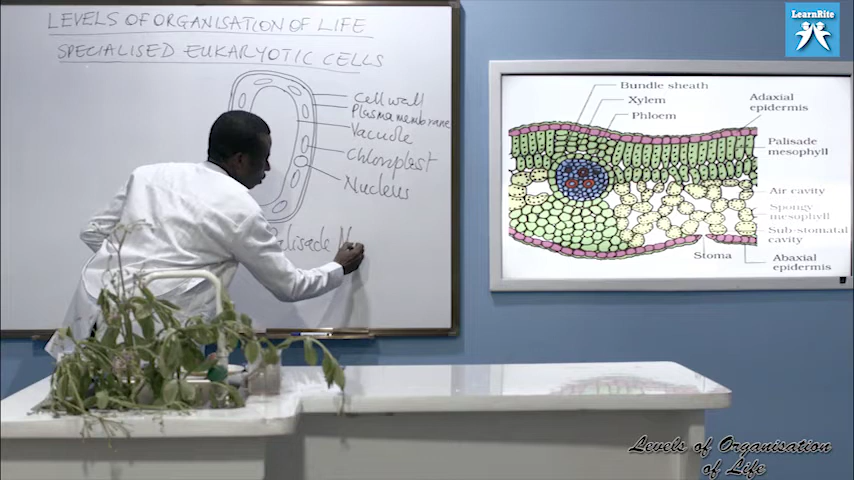 LEVELS OF ORGANISATION OF LIFE
SPECIALISED EUKARYOTIC CELLS
Cell wall
Plasma membrane
Vacuole
Chloroplast
Nucleus
Palisade
LearnRite
Bundle sheath
Xylem
Phloem
Adaxial
epidermis
Palisade
mesophyll
Air cavity
Spongy
mesophyll
Sub-stomatal
cavity
Stoma
Abaxial
epidermis
Levels of Organisation
of Life